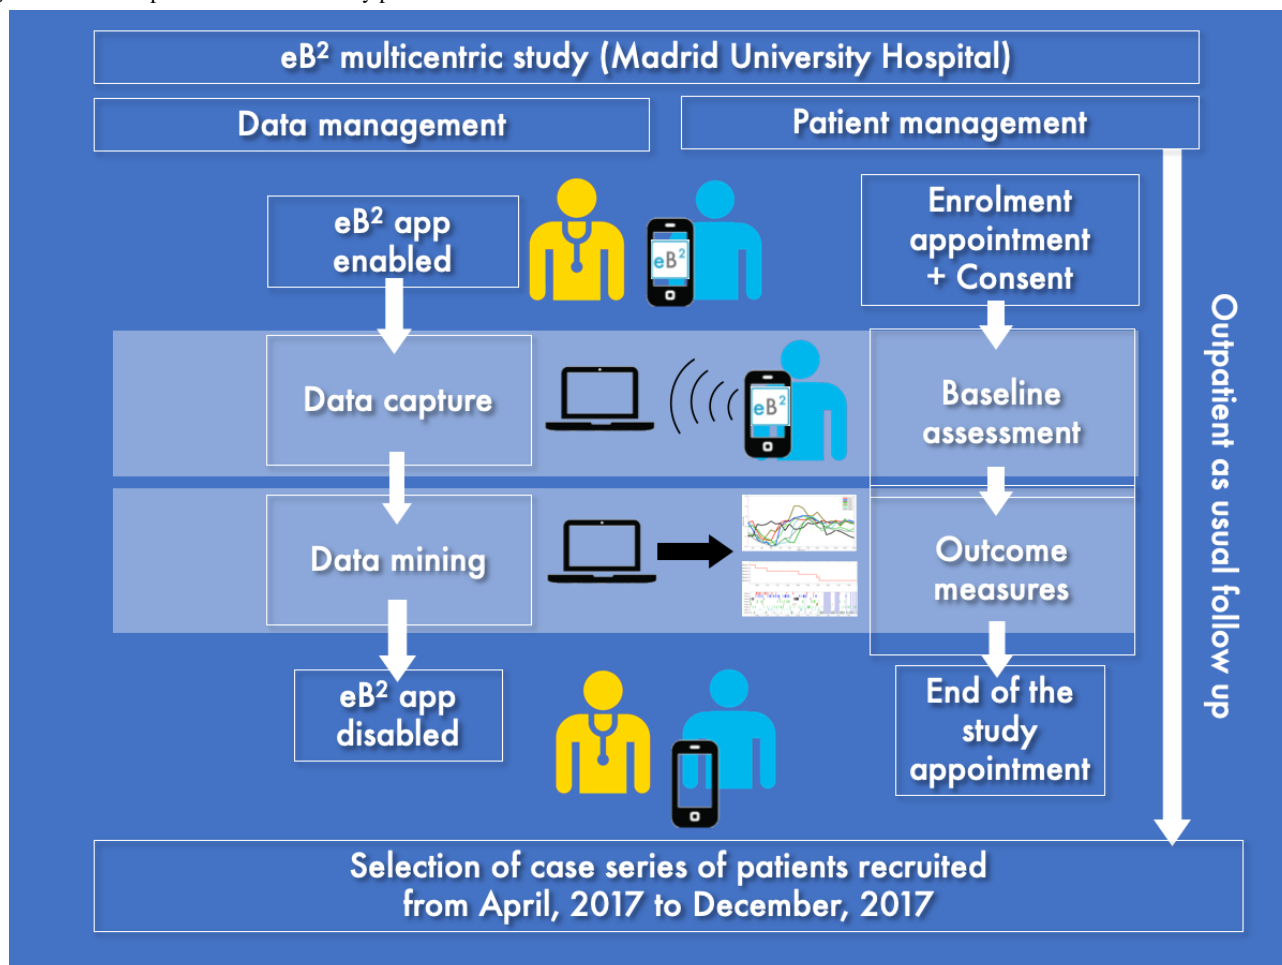 eB² multicentric study (Madrid University Hospital)
Data management
Patient management
eB² app
enabled
eB²
Enrolment
appointment
+ Consent
Data capture
eB²
Baseline
assessment
Data mining
Outcome
measures
eB² app
disabled
End of the
study
appointment
Outpatient as usual follow up
Selection of case series of patients recruited
from April, 2017 to December, 2017